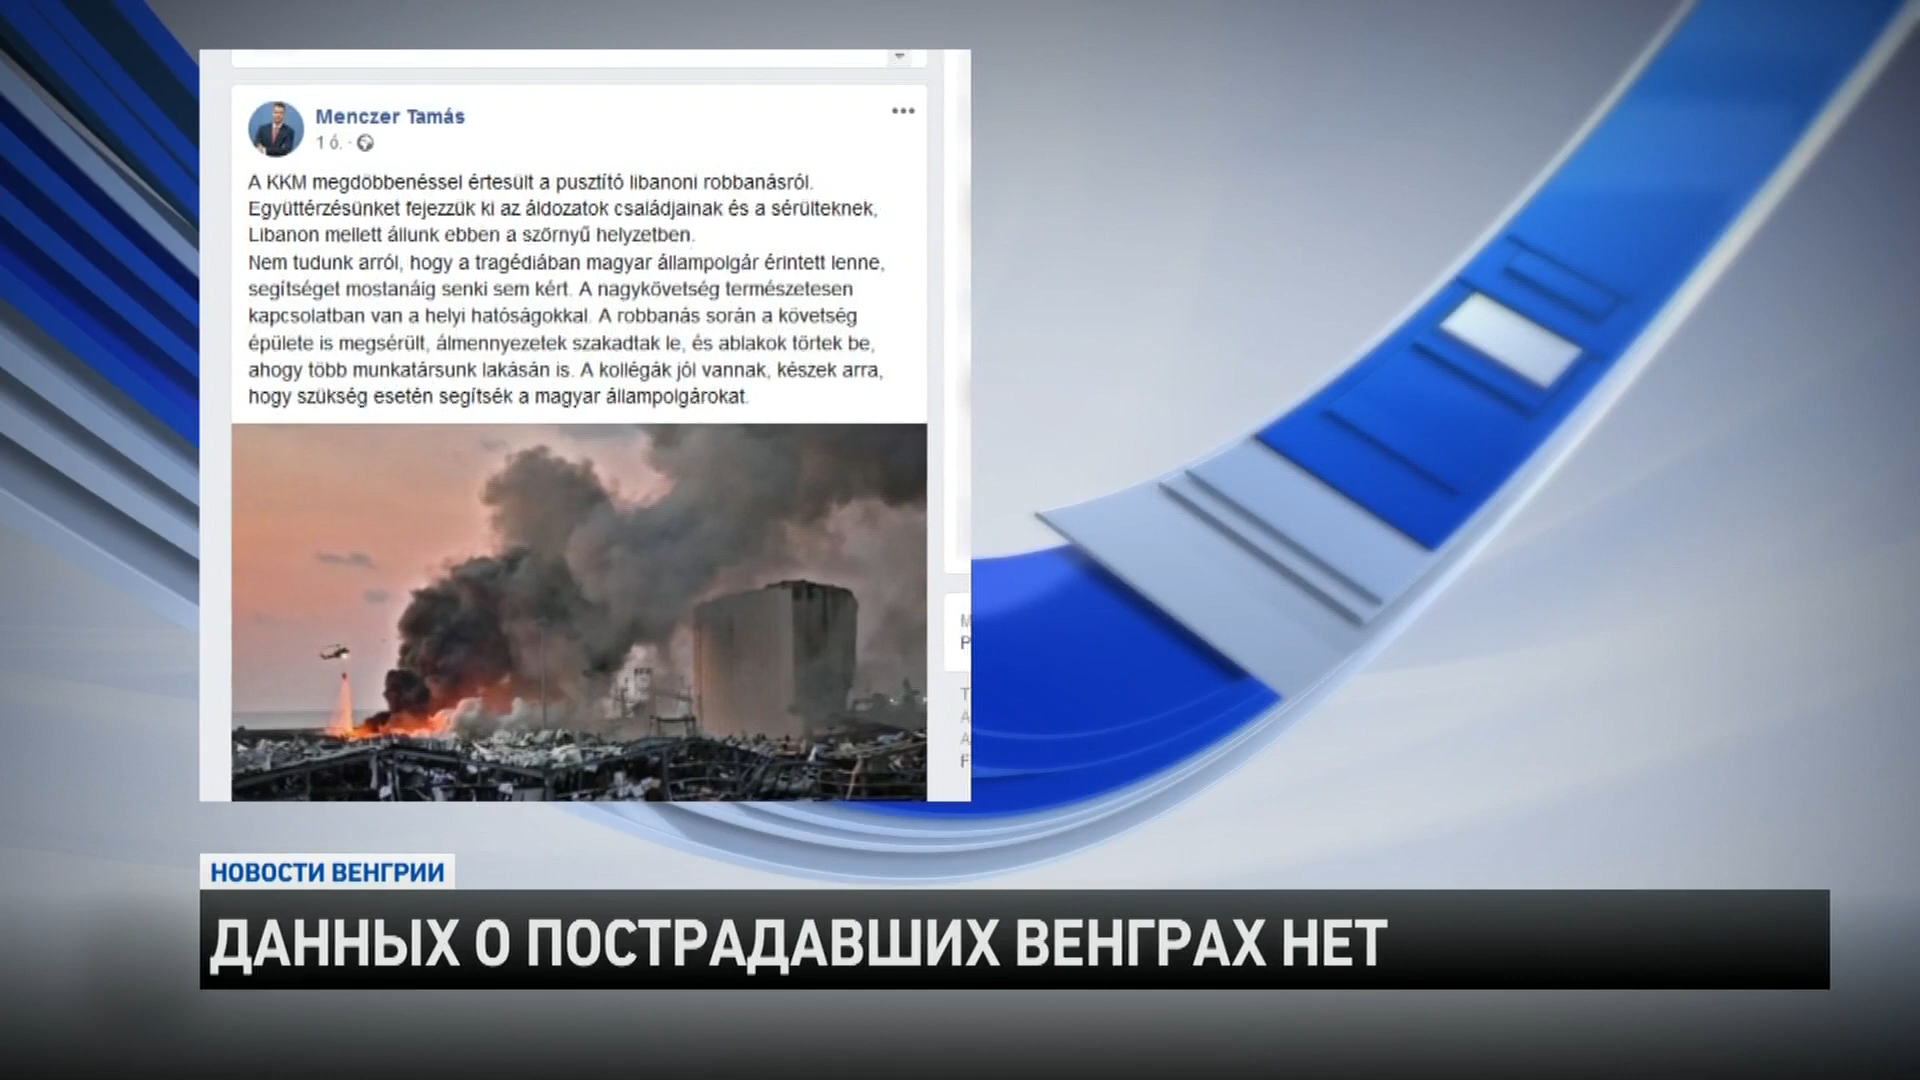 Menczer Tamás
1 ó.
A KKM megdöbbenéssel értesült a pusztító libanoni robbanásról.
Együttérzésünket fejezzük ki az áldozatok családjainak és a sérülteknek,
Libanon mellett állunk ebben a szörnyű helyzetben.
Nem tudunk arról, hogy a tragédiában magyar állampolgár érintett lenne,
segítséget mostanáig senki sem kért. A nagykövetség természetesen
kapcsolatban van a helyi hatóságokkal. A robbanás során a követség
épülete is megsérült, álmennyezetek szakadtak le, és ablakok törtek be,
ahogy több munkatársunk lakásán is. A kollégák jól vannak, készek arra,
hogy szükség esetén segítsék a magyar állampolgárokat.
M
P
T
A
A
F
НОВОСТИ ВЕНГРИИ
ДАННЫХ О ПОСТРАДАВШИХ ВЕНГРАХ НЕТ